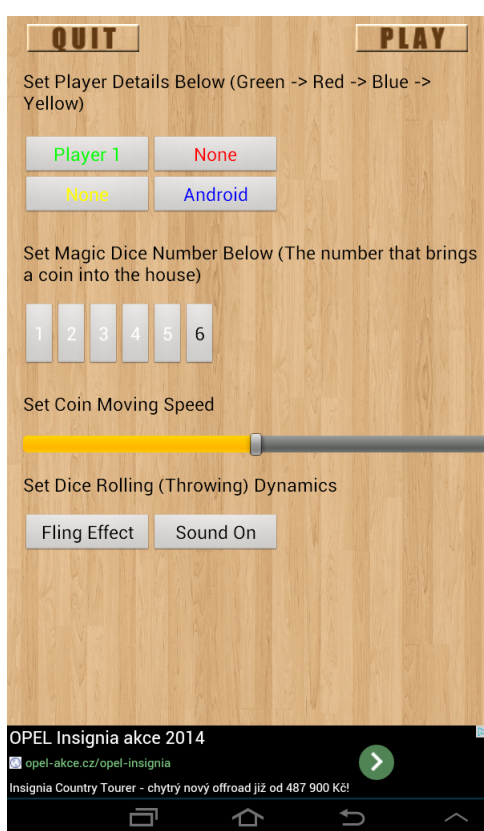 QUIT PLAY
Set Player Details Below (Green -> Red -> Blue ->
Yellow)
Player 1 None
None Android
Set Magic Dice Number Below (The number that brings
a coin into the house)
1 2 3 4 5 6
Set Coin Moving Speed
Set Dice Rolling (Throwing) Dynamics
Fling Effect Sound On
OPEL Insignia akce 2014
opel-akce.cz/opel-insignia
Insignia Country Tourer - chytrý nový offroad již od 487 900 Kč!